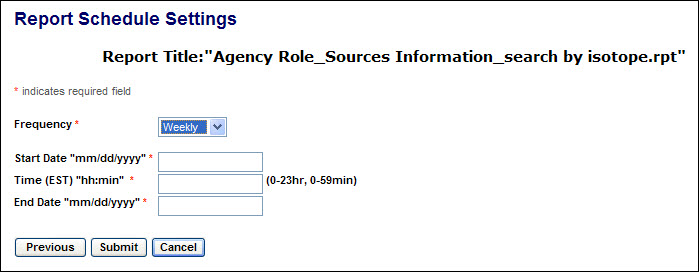 Report Schedule Settings
Report Title:"Agency Role_Sources Information_search by isotope.rpt"
* indicates required field
Frequency * Weekly
Start Date "mm/dd/yyyy" *
Time (EST) "hh:min" * (0-23hr, 0-59min)
End Date "mm/dd/yyyy" *
Previous Submit Cancel